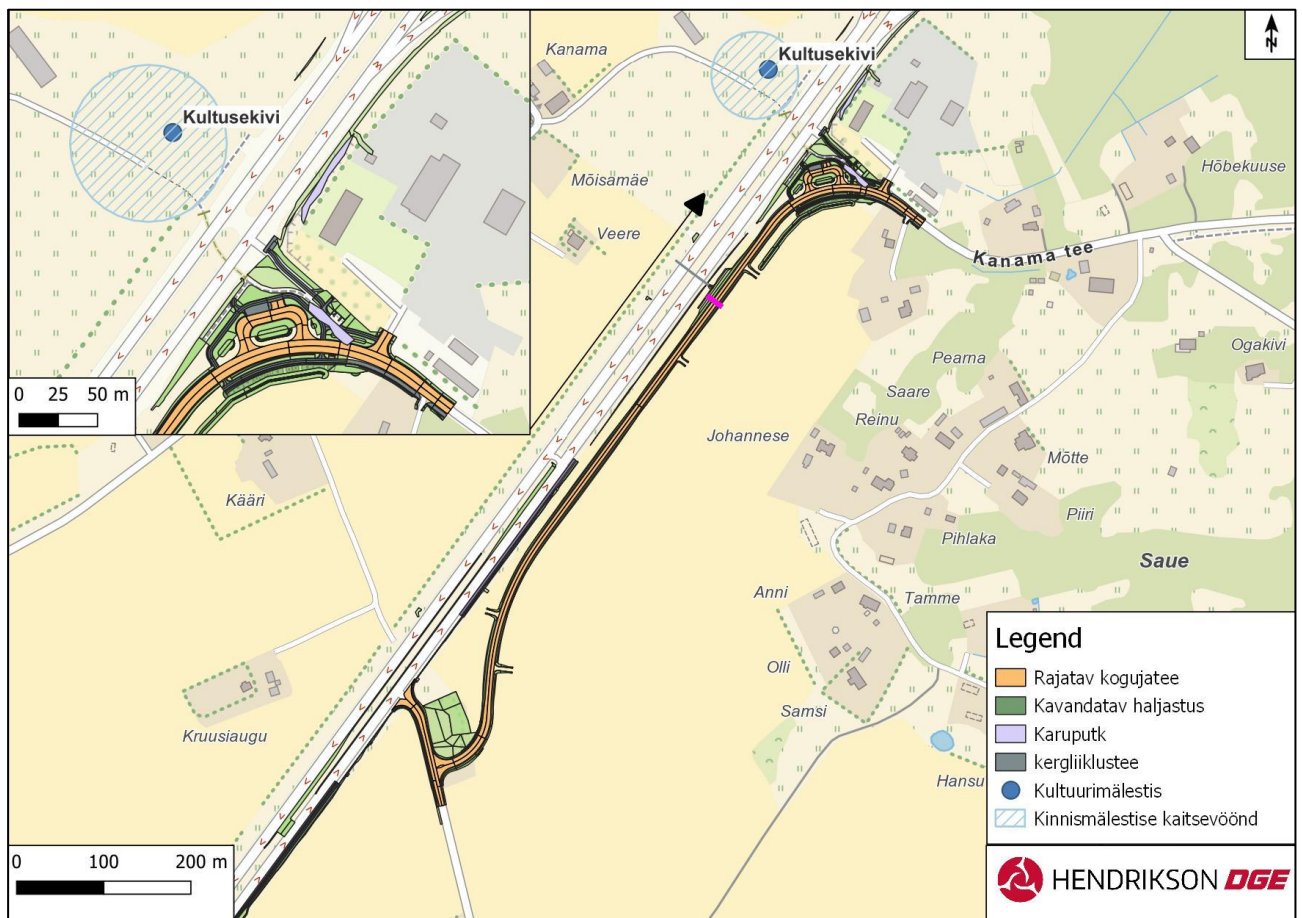 Kultusekivi
0 25 50 m
Kanama
Kultusekivi
N
Mõisamäe
Veere
Hõbekuuse
Kanama tee
Ogakivi
Pearna
Saare
Reinu
Johannese
Mõtte
Piiri
Pihlaka
Saue
Kääri
Anni
Tamme
Olli
Samsi
Kruusiaugu
Hansu
0 100 200 m
Legend
Rajatav kogujatee
Kavandatav haljastus
Karuputk
kergliiklustee
Kultuurimälestis
Kinnismälestise kaitsevöönd
HENDRIKSON DGE